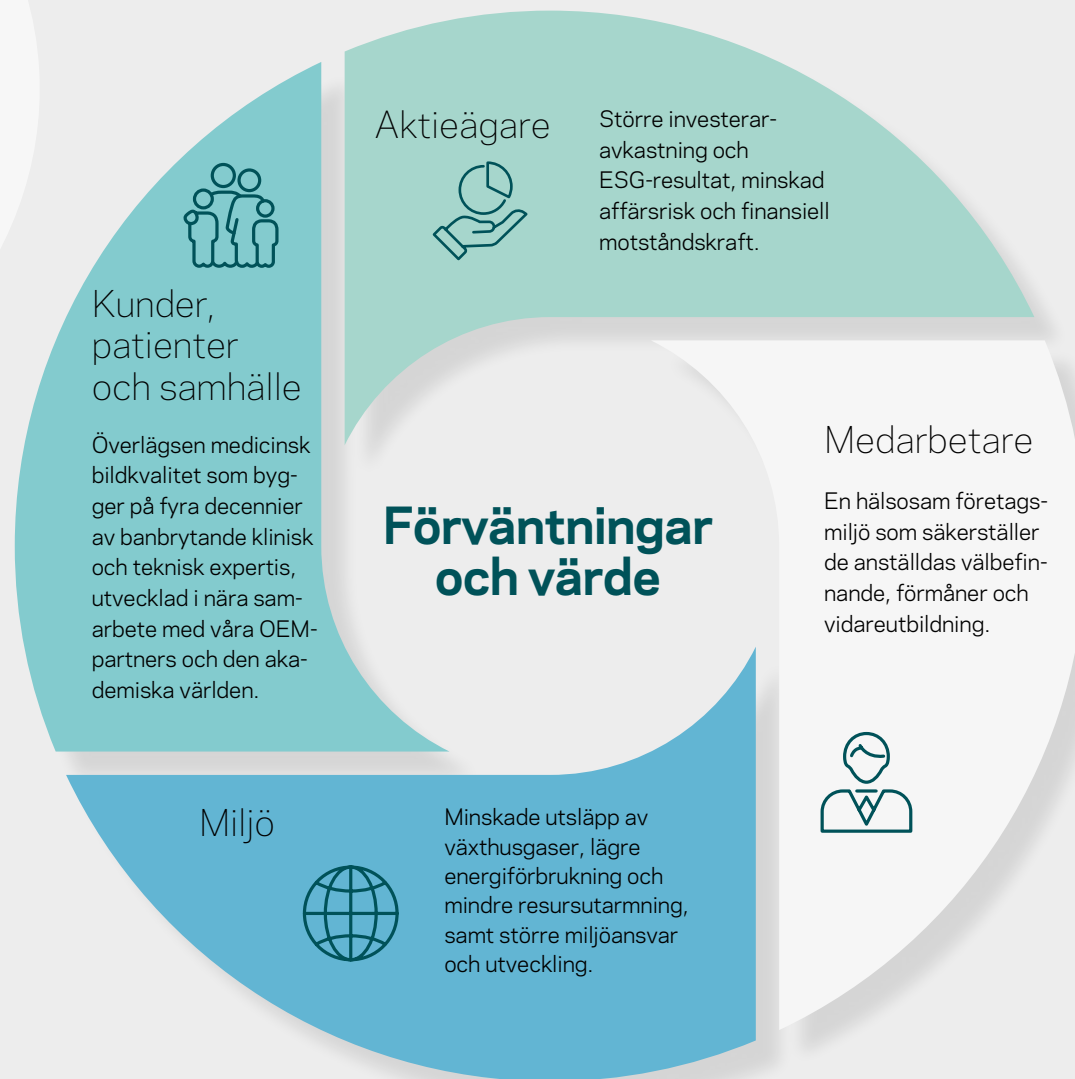 Aktieägare
Större investerar-
avkastning och
ESG-resultat, minskad
affärsrisk och finansiell
motståndskraft.
Kunder,
patienter
och samhälle
Överlägsen medicinsk
bildkvalitet som byg-
ger på fyra decennier
av banbrytande klinisk
och teknisk expertis,
utvecklad i nära sam-
arbete med våra OEM-
partners och den aka-
demiska världen.
Förväntningar
och värde
Medarbetare
En hälsosam företags-
miljö som säkerställer
de anställdas välbefin-
nande, förmåner och
vidareutbildning.
Miljö
Minskade utsläpp av
växthusgaser, lägre
energiförbrukning och
mindre resursutarmning,
samt större miljöansvar
och utveckling.